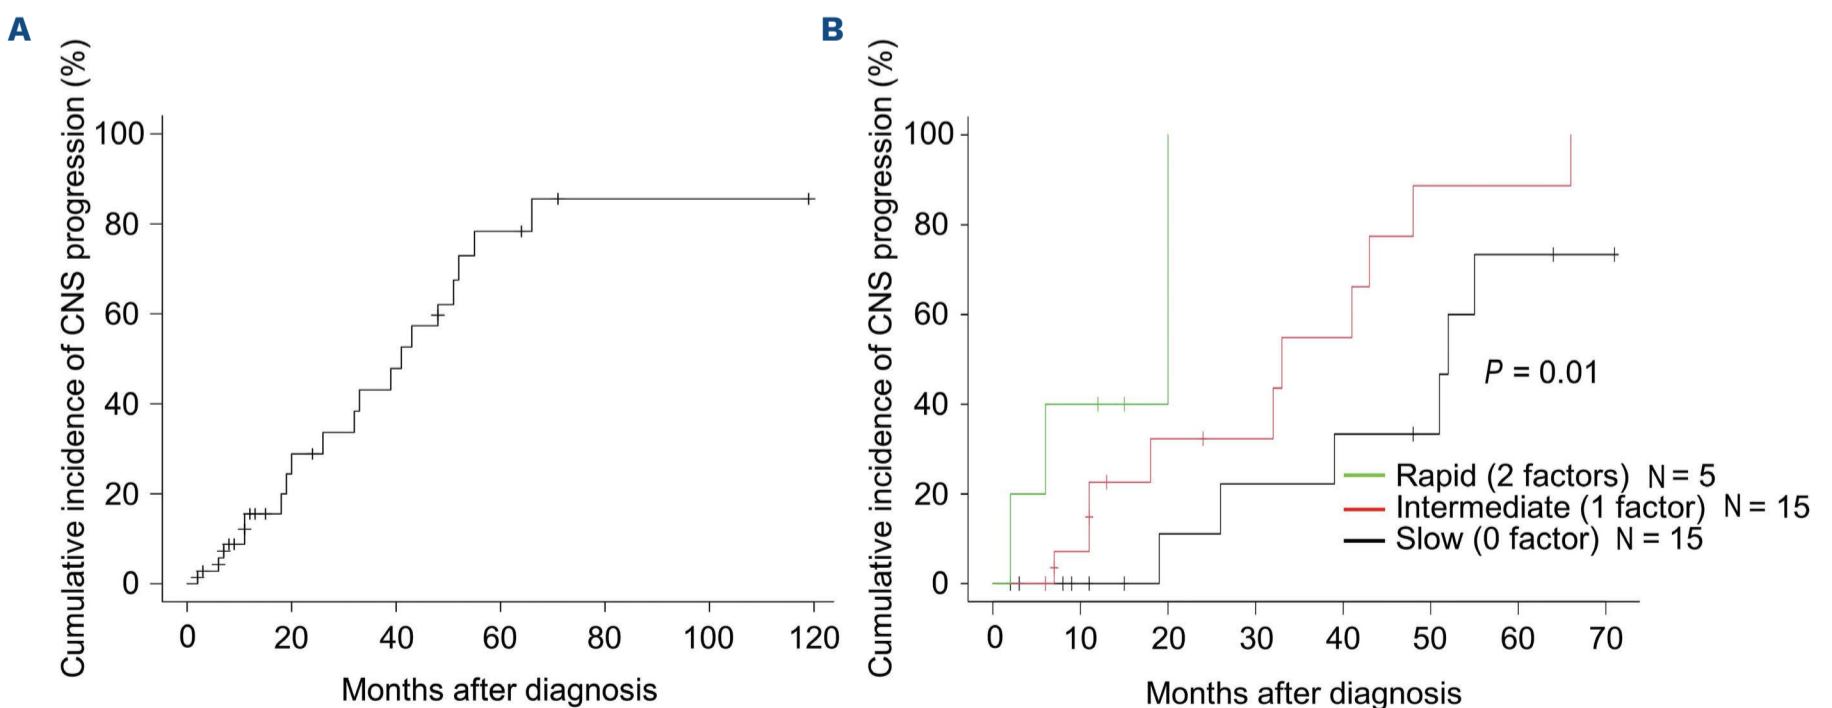 A
Cumulative incidence of CNS progression (%)
100
80
60
40
20
0
0 20 40 60 80 100 120
Months after diagnosis
B
Cumulative incidence of CNS progression (%)
100
80
60
40
20
0
P = 0.01
Rapid (2 factors) N = 5
Intermediate (1 factor) N = 15
Slow (0 factor) N = 15
0 10 20 30 40 50 60 70
Months after diagnosis